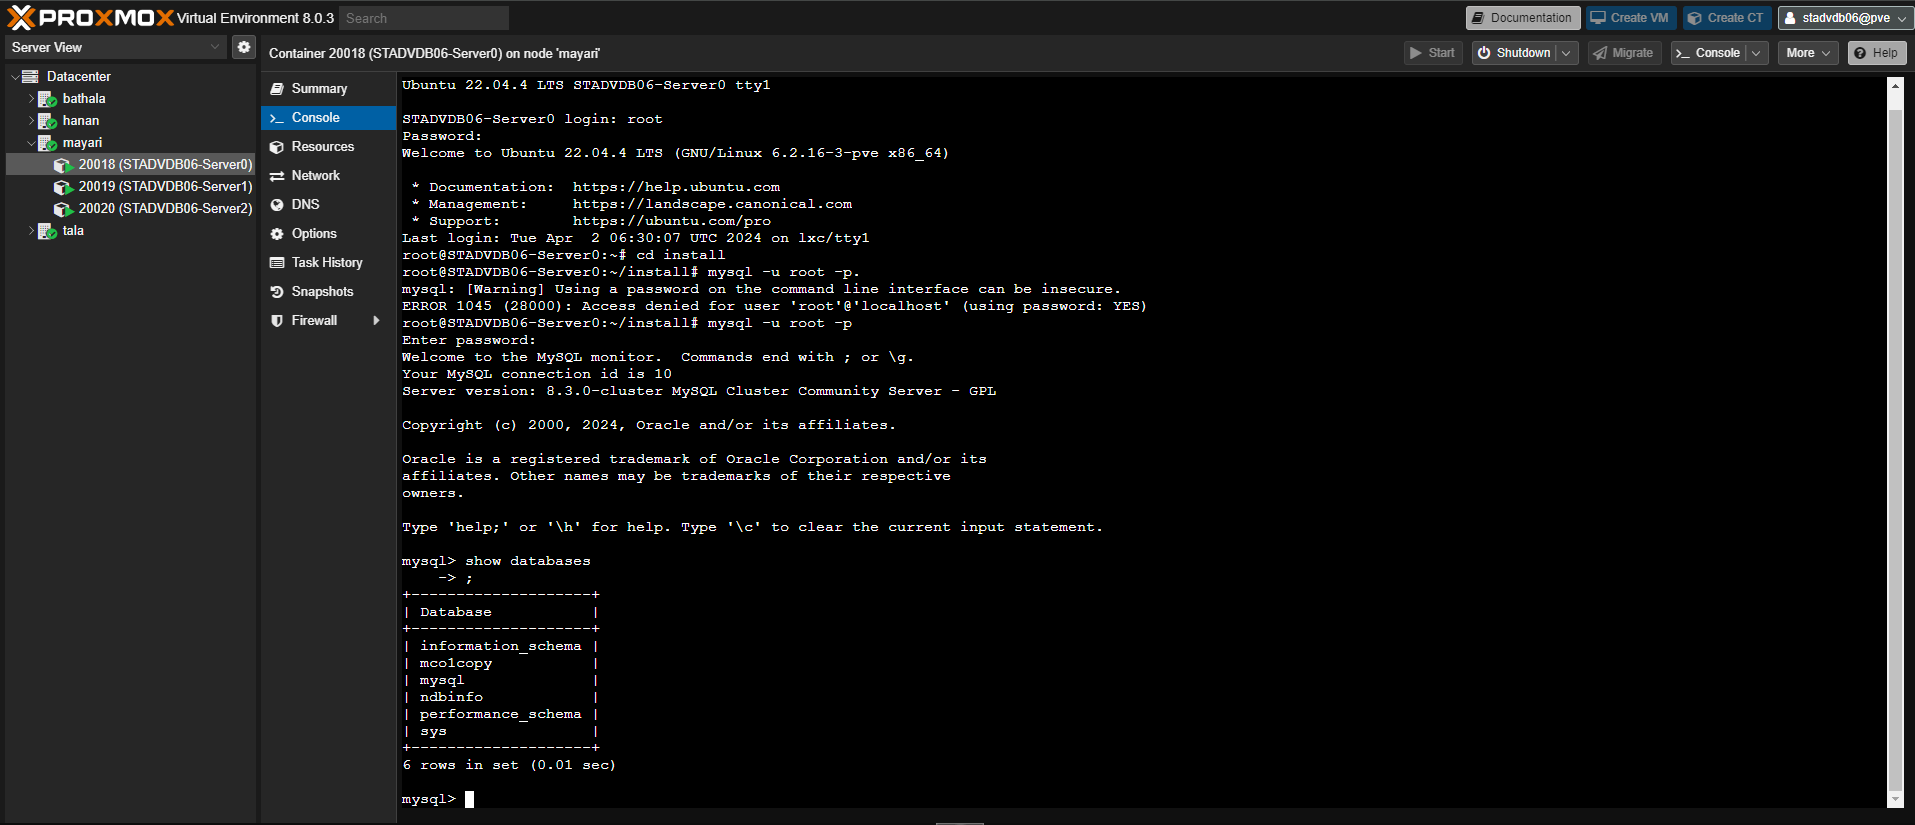 PROXMOX Virtual Environment 8.0.3 Search Documentation Create VM Create CT stadvdb06@pve
Server View
Container 20018 (STADVDB06-Server0) on node 'mayari' Start Shutdown Migrate >_ Console More Help
Datacenter
bathala
hanan
mayari
20018 (STADVDB06-Server0)
20019 (STADVDB06-Server1)
20020 (STADVDB06-Server2)
tala
Summary
>_ Console
Resources
Network
DNS
Options
Task History
Snapshots
Firewall
Ubuntu 22.04.4 LTS STADVDB06-Server0 tty1
STADVDB06-Server0 login: root
Password:
Welcome to Ubuntu 22.04.4 LTS (GNU/Linux 6.2.16-3-pve x86_64)
* Documentation:  https://help.ubuntu.com
* Management:     https://landscape.canonical.com
* Support:        https://ubuntu.com/pro
Last login: Tue Apr  2 06:30:07 UTC 2024 on lxc/tty1
root@STADVDB06-Server0:~# cd install
root@STADVDB06-Server0:~/install# mysql -u root -p.
mysql: [Warning] Using a password on the command line interface can be insecure.
ERROR 1045 (28000): Access denied for user 'root'@'localhost' (using password: YES)
root@STADVDB06-Server0:~/install# mysql -u root -p
Enter password:
Welcome to the MySQL monitor.  Commands end with ; or \g.
Your MySQL connection id is 10
Server version: 8.3.0-cluster MySQL Cluster Community Server - GPL
Copyright (c) 2000, 2024, Oracle and/or its affiliates.
Oracle is a registered trademark of Oracle Corporation and/or its
affiliates. Other names may be trademarks of their respective
owners.
Type 'help;' or '\h' for help. Type '\c' to clear the current input statement.
mysql> show databases
    -> ;
+--------------------+
| Database           |
+--------------------+
| information_schema |
| mco1copy           |
| mysql              |
| ndbinfo            |
| performance_schema |
| sys                |
+--------------------+
6 rows in set (0.01 sec)
mysql>